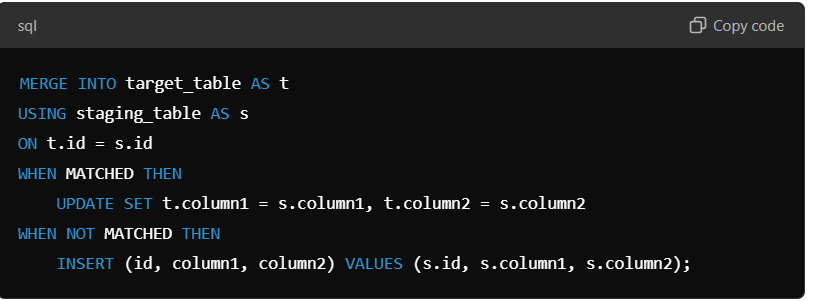 sql
Copy code
MERGE INTO target_table AS t
USING staging_table AS s
ON t.id = s.id
WHEN MATCHED THEN
    UPDATE SET t.column1 = s.column1, t.column2 = s.column2
WHEN NOT MATCHED THEN
    INSERT (id, column1, column2) VALUES (s.id, s.column1, s.column2);